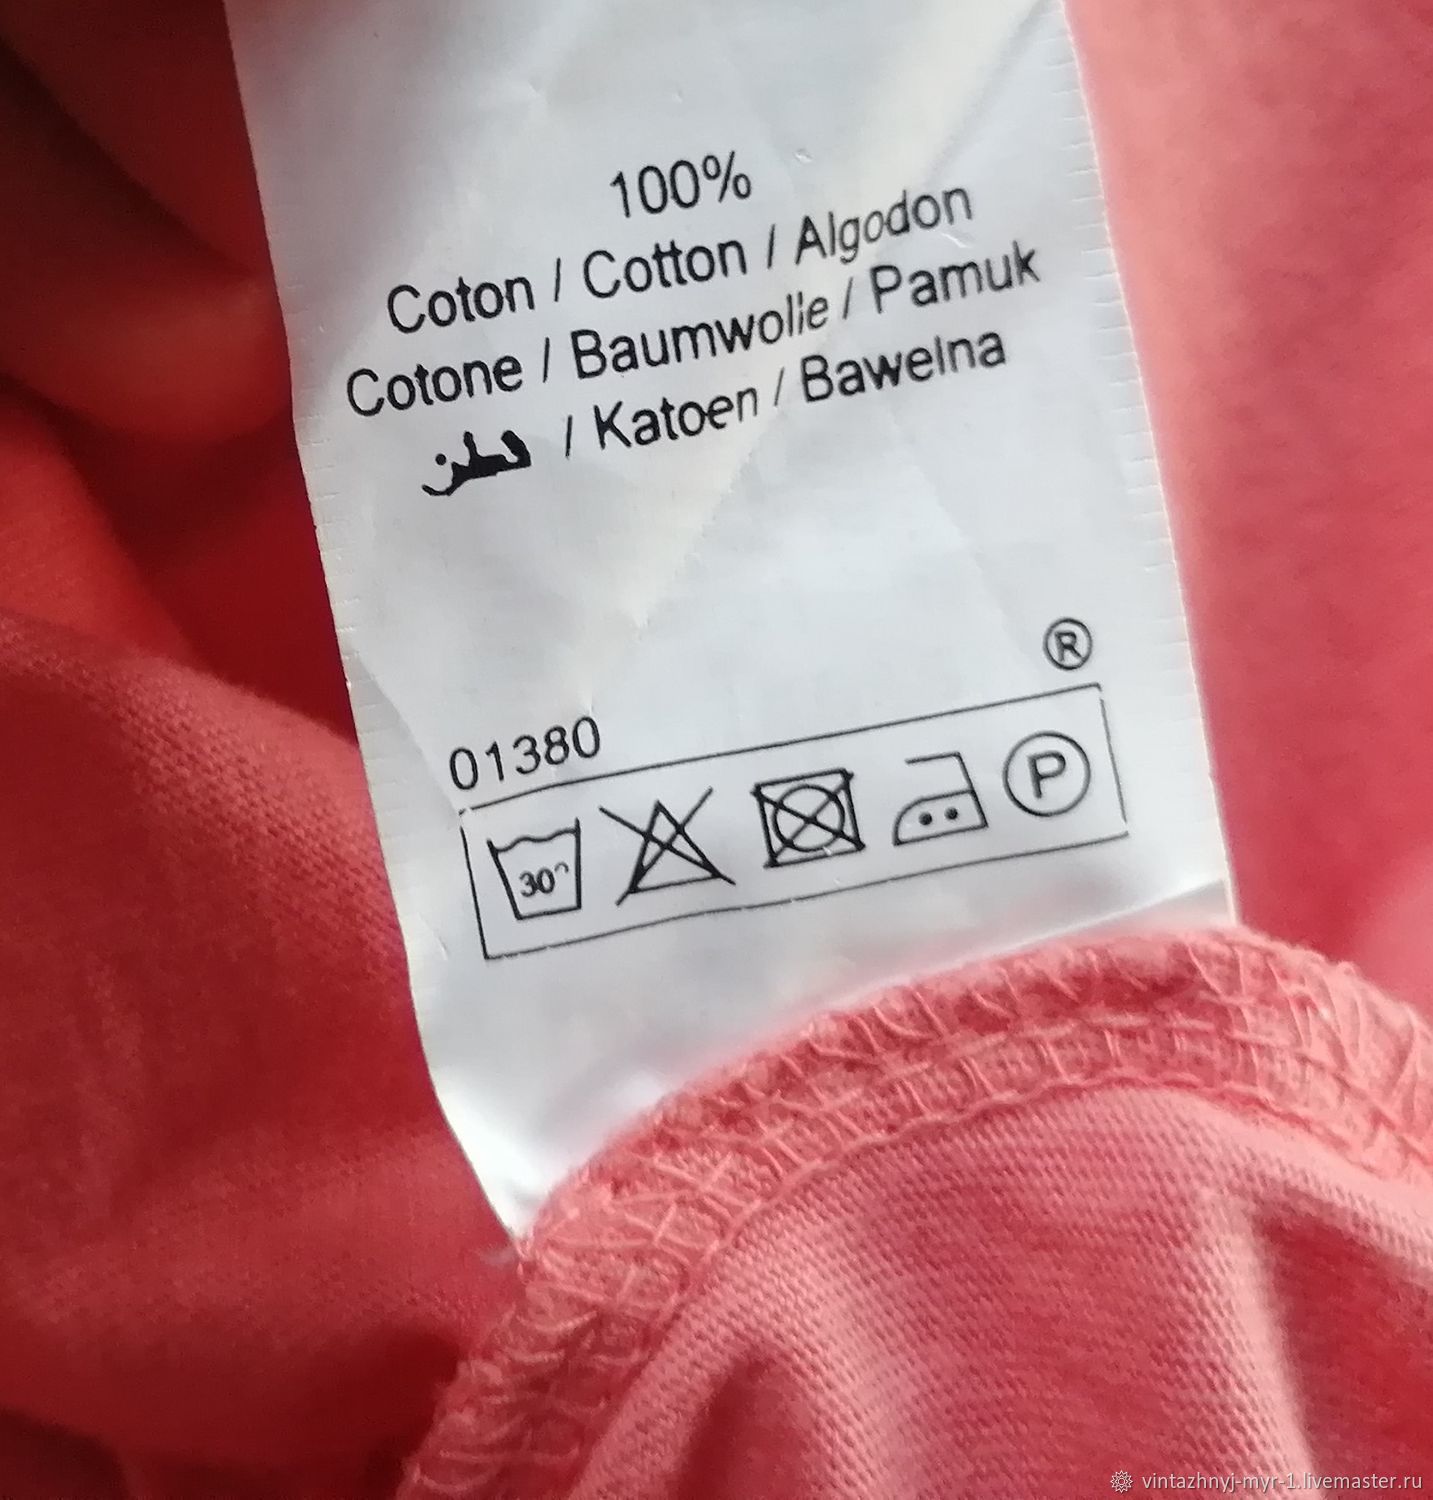 100%
Coton / Cotton / Algodon
Cotone / Baumwolle / Pamuk
قطن / Katoen / Bawelna
®
01380
30°
P
vintazhnyj-myr-1.livemaster.ru